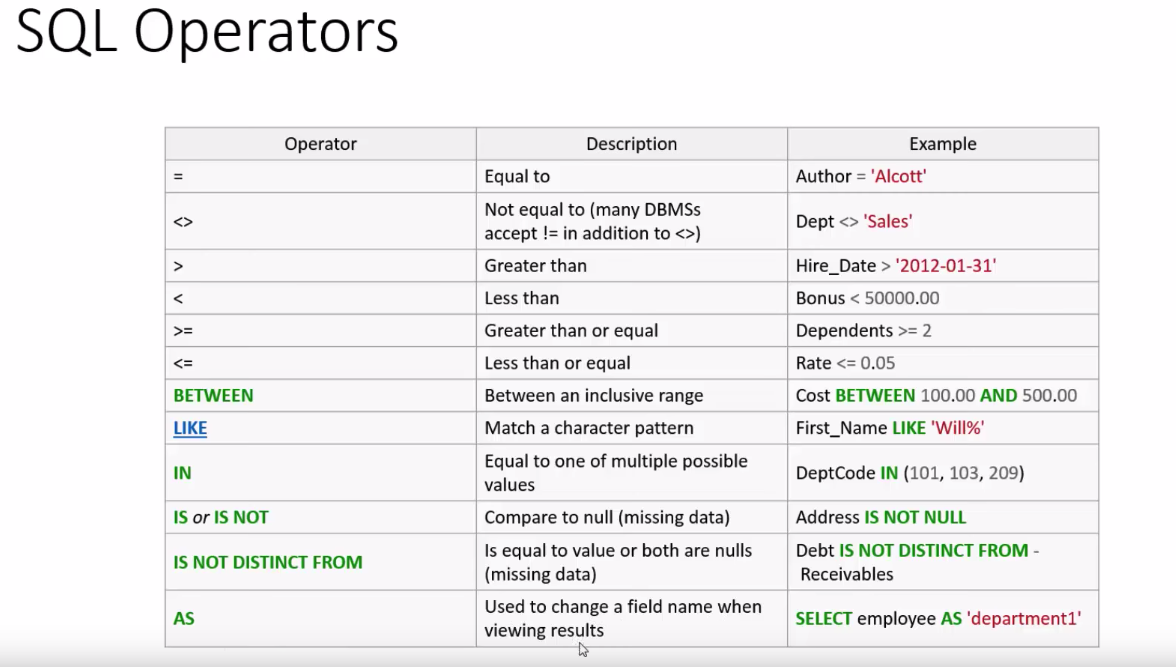 SQL Operators
Operator Description Example
= Equal to Author = 'Alcott'
<> Not equal to (many DBMSs accept != in addition to <>) Dept <> 'Sales'
> Greater than Hire_Date > '2012-01-31'
< Less than Bonus < 50000.00
>= Greater than or equal Dependents >= 2
<= Less than or equal Rate <= 0.05
BETWEEN Between an inclusive range Cost BETWEEN 100.00 AND 500.00
LIKE Match a character pattern First_Name LIKE 'Will%'
IN Equal to one of multiple possible values DeptCode IN (101, 103, 209)
IS or IS NOT Compare to null (missing data) Address IS NOT NULL
IS NOT DISTINCT FROM Is equal to value or both are nulls (missing data) Debt IS NOT DISTINCT FROM - Receivables
AS Used to change a field name when viewing results SELECT employee AS 'department1'